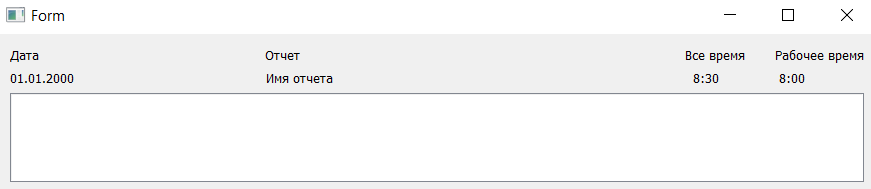 Form
Дата Отчет Все время Рабочее время
01.01.2000 Имя отчета 8:30 8:00